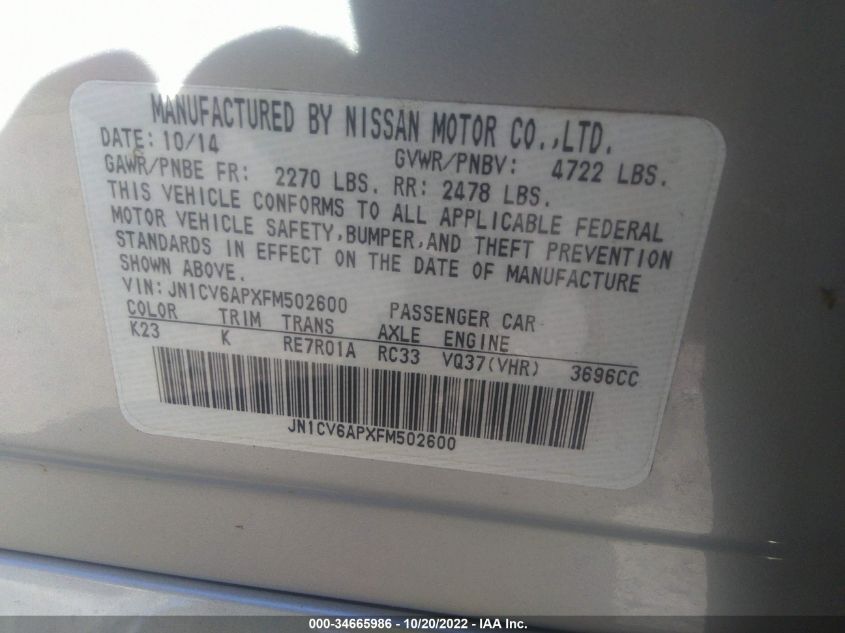 MANUFACTURED BY NISSAN MOTOR CO.,LTD.
DATE: 10/14 GVWR/PNBV: 4722 LBS.
GAWR/PNBE FR: 2270 LBS. RR: 2478 LBS.
THIS VEHICLE CONFORMS TO ALL APPLICABLE FEDERAL
MOTOR VEHICLE SAFETY,BUMPER,AND THEFT PREVENTION
STANDARDS IN EFFECT ON THE DATE OF MANUFACTURE
SHOWN ABOVE.
VIN:JN1CV6APXFM502600 PASSENGER CAR
COLOR TRIM TRANS AXLE ENGINE
K23 K RE7R01A RC33 VQ37(VHR) 3696CC
JN1CV6APXFM502600
000-34665986 - 10/20/2022 - IAA Inc.